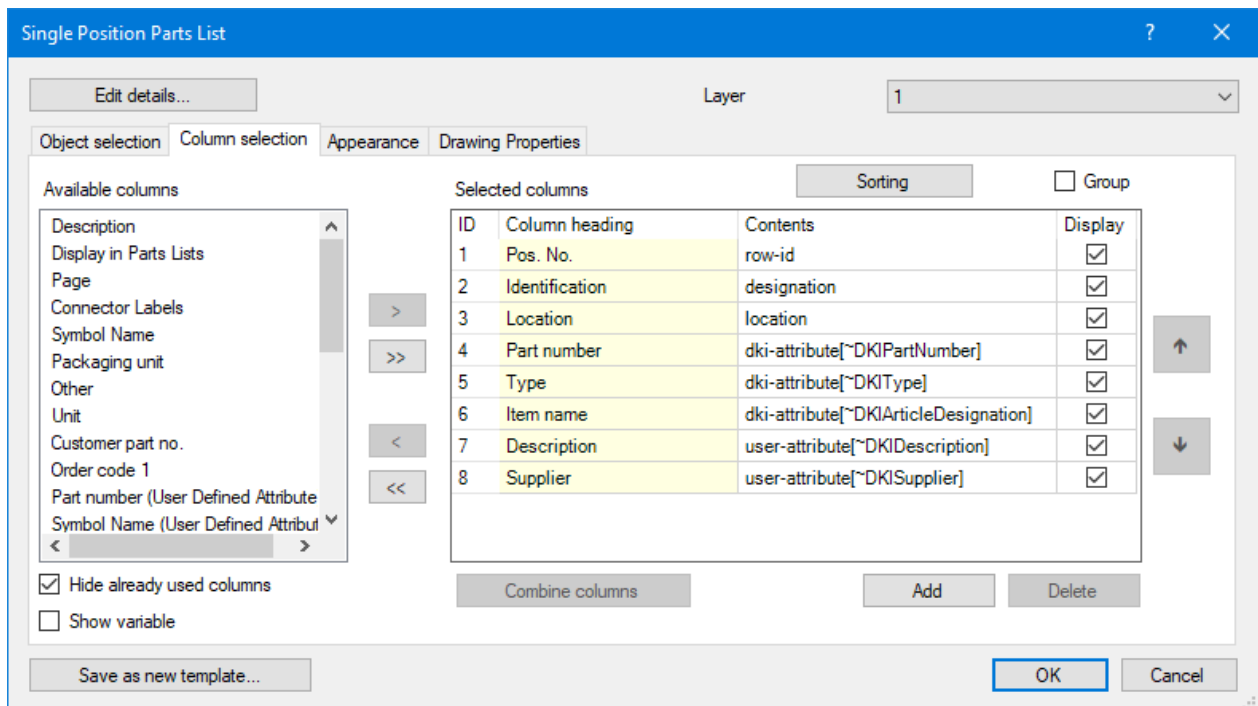 Single Position Parts List ?
Edit details... Layer 1
Object selection Column selection Appearance Drawing Properties
Available columns
Description
Display in Parts Lists
Page
Connector Labels
Symbol Name
Packaging unit
Other
Unit
Customer part no.
Order code 1
Part number (User Defined Attribute
Symbol Name (User Defined Attribut
> 
>>
<
<<
Selected columns Sorting Group
ID Column heading Contents Display
1 Pos. No. row-id
2 Identification designation
3 Location location
4 Part number dki-attribute[~DKIPartNumber]
5 Type dki-attribute[~DKIType]
6 Item name dki-attribute[~DKIArticleDesignation]
7 Description user-attribute[~DKIDescription]
8 Supplier user-attribute[~DKISupplier]
Hide already used columns
Show variable
Combine columns Add Delete
Save as new template... OK Cancel